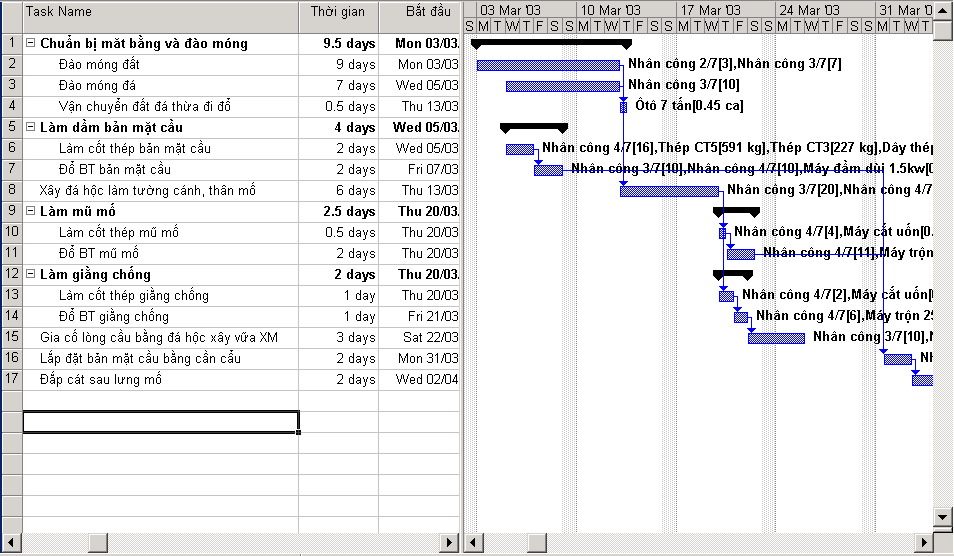 Task Name Thời gian Bắt đầu
03 Mar '03 10 Mar '03 17 Mar '03 24 Mar '03 31 Mar '0
S M T W T F S S M T W T F S S M T W T F S S M T W T F S S M T W T
1 Chuẩn bị măt bằng và đào móng 9.5 days Mon 03/03
2 Đào móng đất 9 days Mon 03/03 Nhân công 2/7[3],Nhân công 3/7[7]
3 Đào móng đá 7 days Wed 05/03 Nhân công 3/7[10]
4 Vận chuyển đất đá thừa đi đổ 0.5 days Thu 13/03 Ôtô 7 tấn[0.45 ca]
5 Làm dầm bản mặt cầu 4 days Wed 05/03
6 Làm cốt thép bản mặt cầu 2 days Wed 05/03 Nhân công 4/7[16],Thép CT5[591 kg],Thép CT3[227 kg],Dây thép
7 Đổ BT bản mặt cầu 2 days Fri 07/03 Nhân công 3/7[10],Nhân công 4/7[10],Máy đầm dùi 1.5kw[0
8 Xây đá hộc làm tường cánh, thân mố 6 days Thu 13/03 Nhân công 3/7[20],Nhân công 4/7
9 Làm mũ mố 2.5 days Thu 20/03
10 Làm cốt thép mũ mố 0.5 days Thu 20/03 Nhân công 4/7[4],Máy cắt uốn[0.
11 Đổ BT mũ mố 2 days Thu 20/03 Nhân công 4/7[11],Máy trộn
12 Làm giằng chống 2 days Thu 20/03
13 Làm cốt thép giằng chống 1 day Thu 20/03 Nhân công 4/7[2],Máy cắt uốn[
14 Đổ BT giằng chống 1 day Fri 21/03 Nhân công 4/7[6],Máy trộn 25
15 Gia cố lòng cầu bằng đá hộc xây vữa XM 3 days Sat 22/03 Nhân công 3/7[10],N
16 Lắp đặt bản mặt cầu bằng cần cẩu 2 days Mon 31/03 Nh
17 Đắp cát sau lưng mố 2 days Wed 02/04